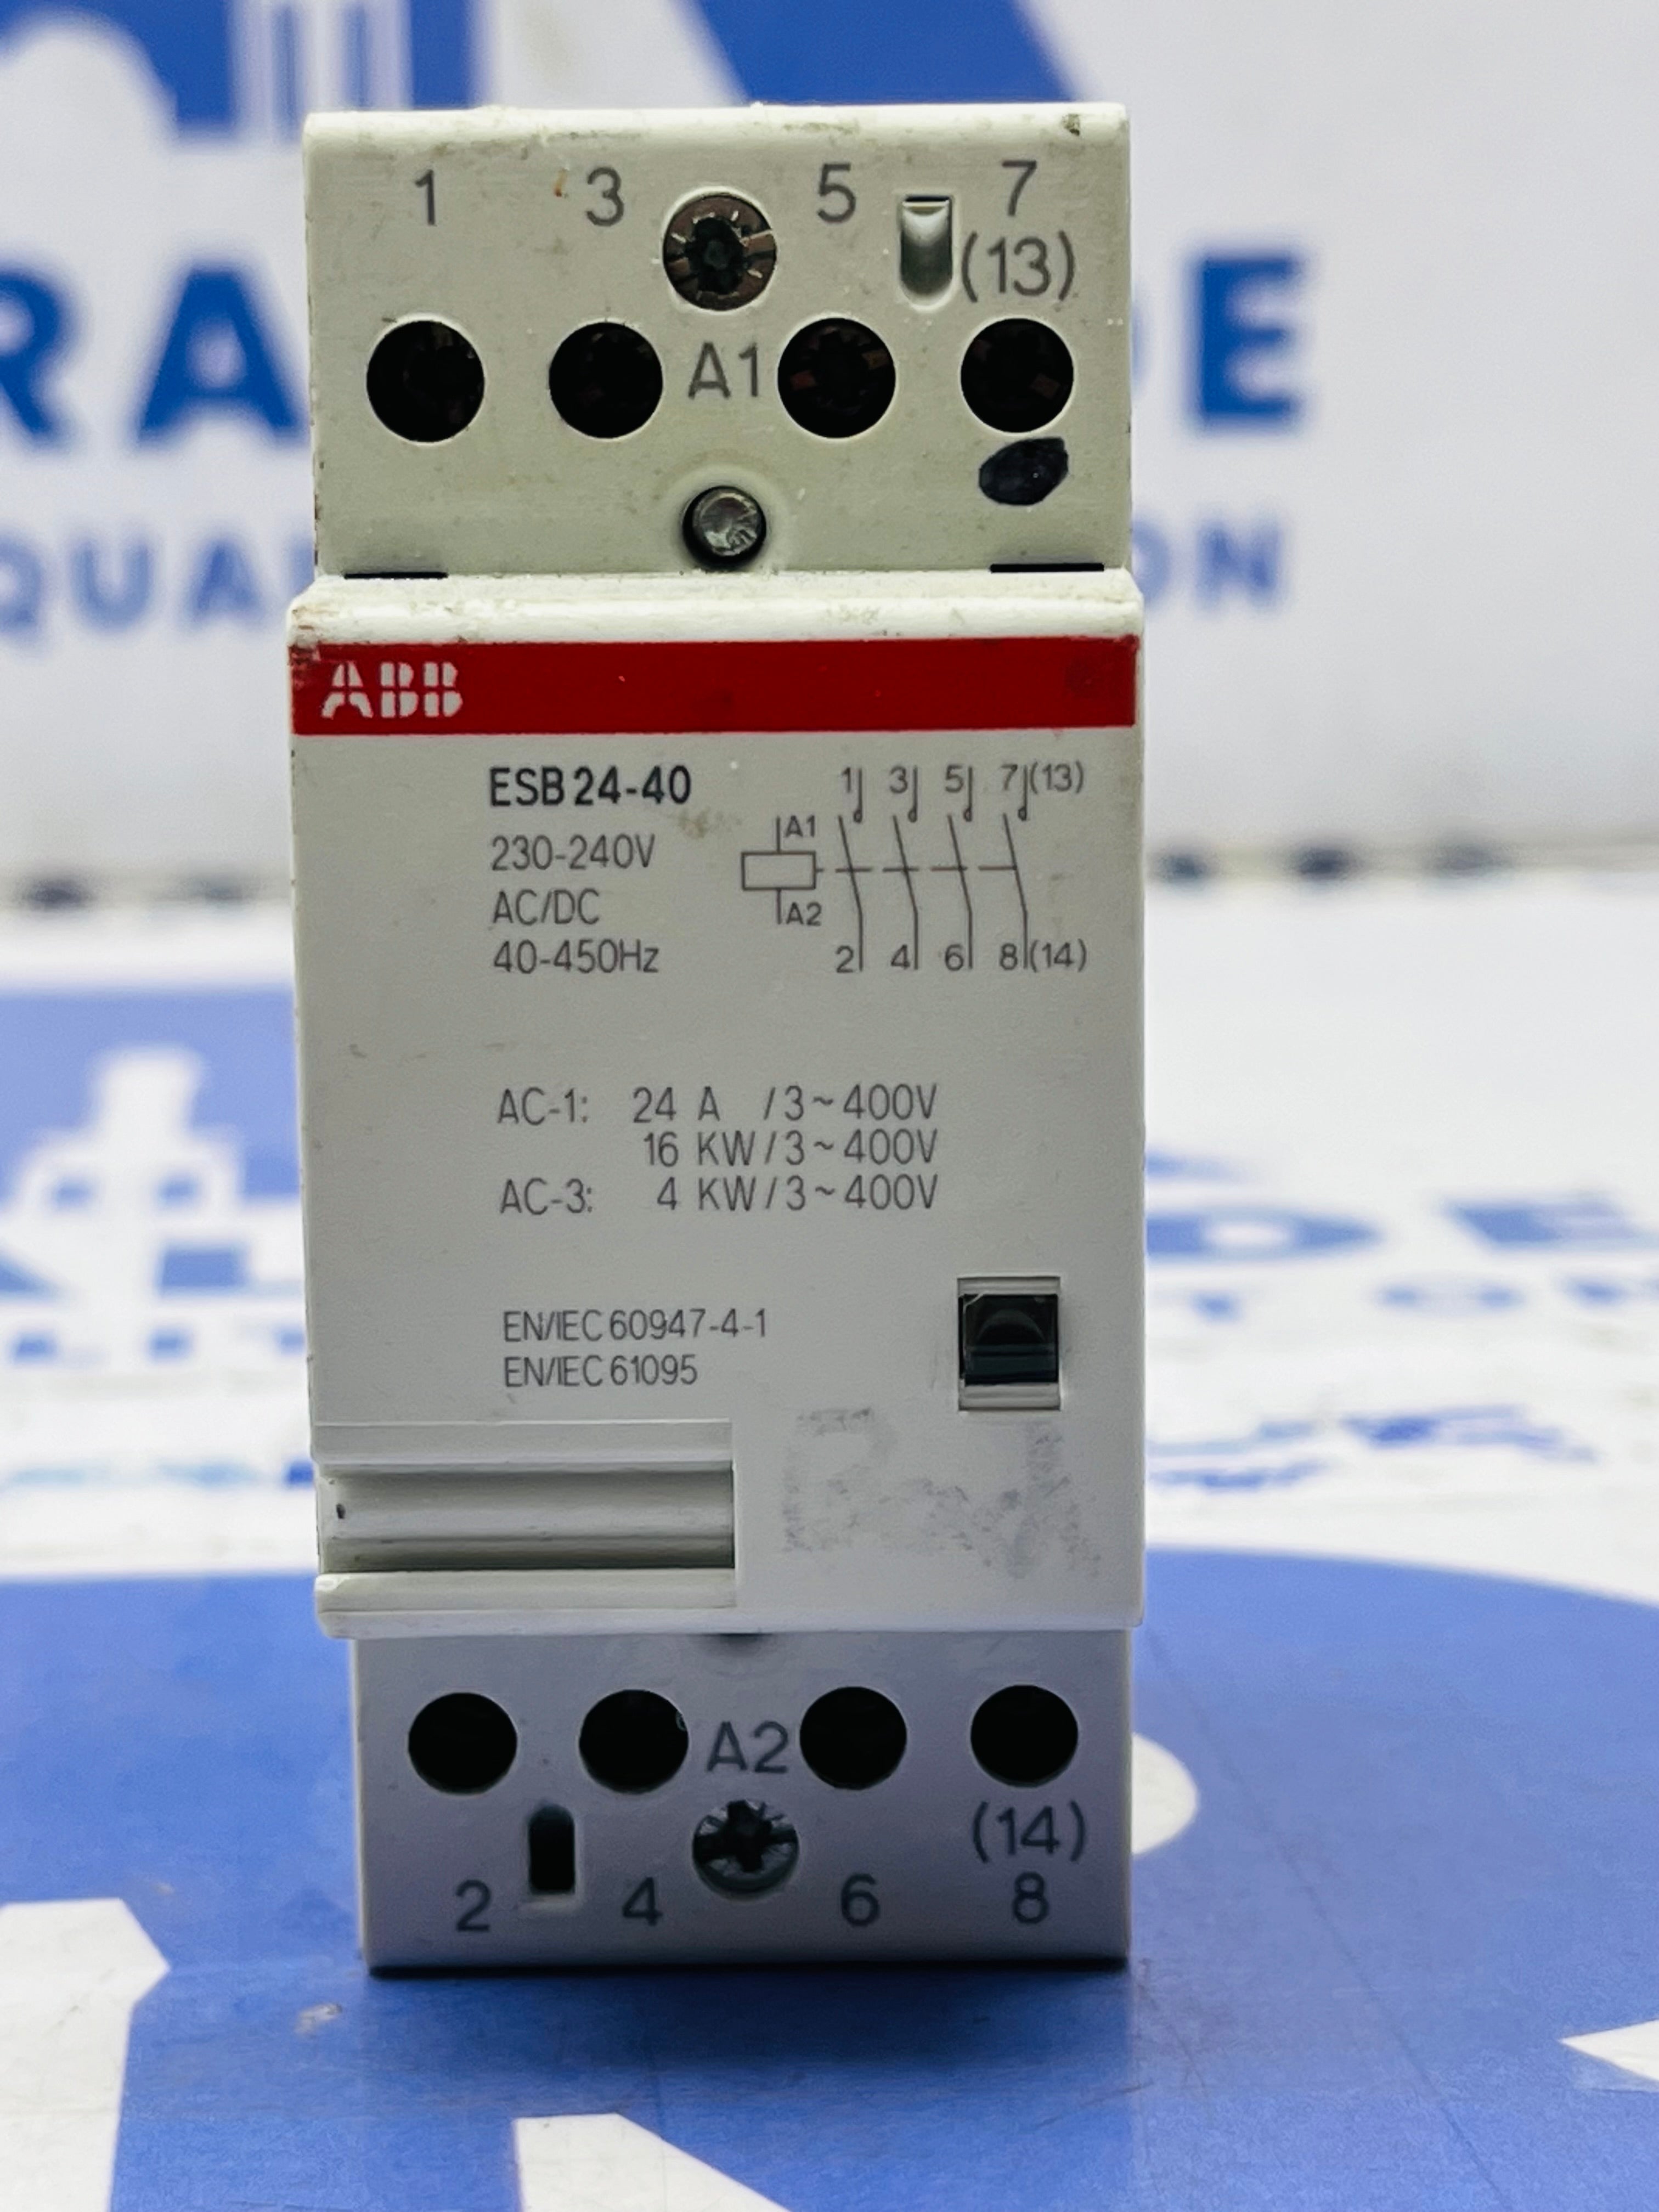 1 3 5 7
(13)
A1
ABB
ESB 24-40
230-240V
AC/DC
40-450Hz
1 3 5 7 (13)
A1
A2
2 4 6 8 (14)
AC-1: 24 A /3~400V
16 KW/3~400V
AC-3: 4 KW/3~400V
EN/IEC 60947-4-1
EN/IEC 61095
A2
(14)
2 4 6 8